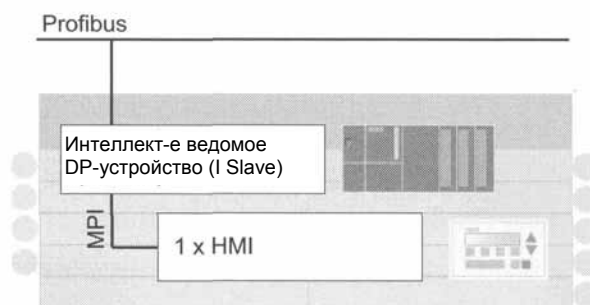 Profibus
Интеллект-е ведомое
DP-устройство (I Slave)
MPI
1 x HMI